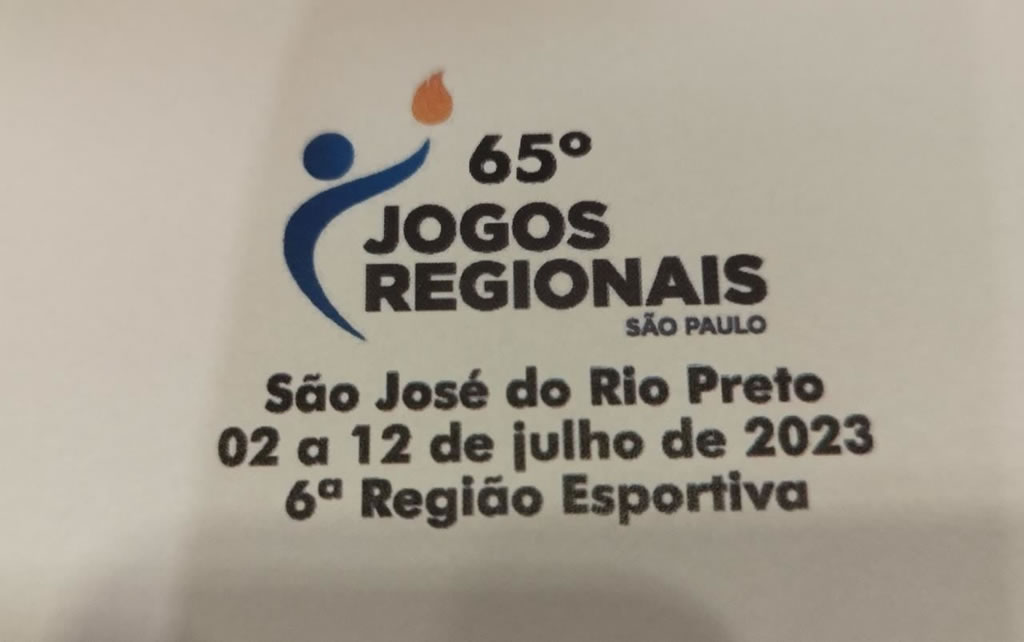 65º
JOGOS
REGIONAIS
SÃO PAULO
São José do Rio Preto
02 a 12 de julho de 2023
6ª Região Esportiva